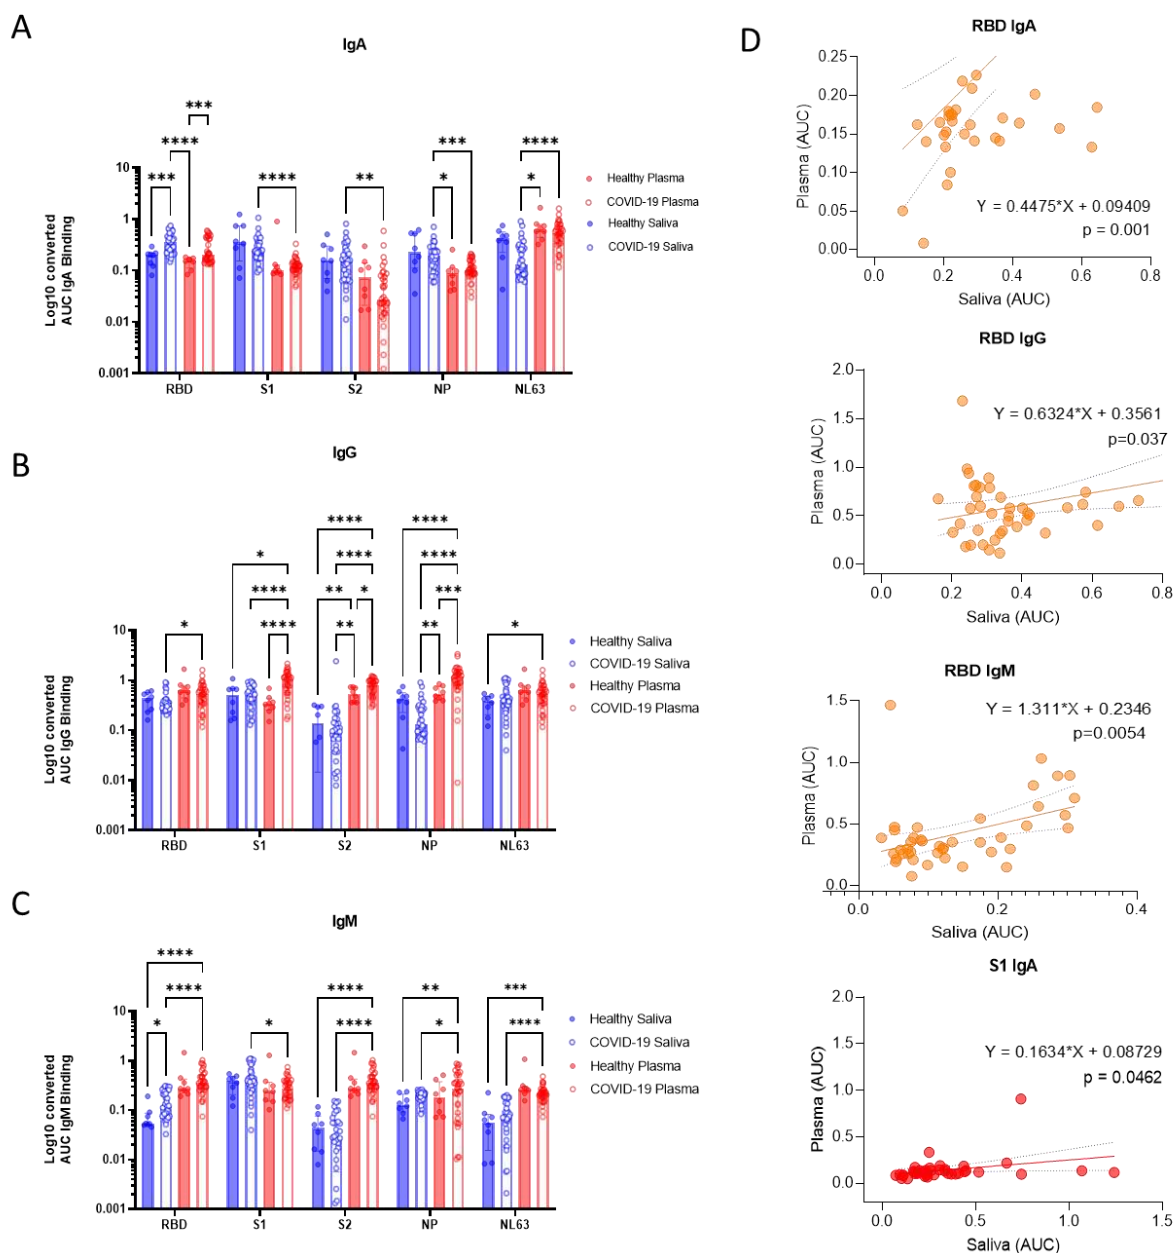 A
IgA
***
****
***
***
****
**
***
*
****
*
10
1
0.1
0.01
0.001
Log10 converted
AUC IgA Binding
RBD
S1
S2
NP
NL63
Healthy Plasma
COVID-19 Plasma
Healthy Saliva
COVID-19 Saliva
B
IgG
*
*
****
****
****
****
**
*
**
****
****
***
**
*
10
1
0.1
0.01
0.001
Log10 converted
AUC IgG Binding
RBD
S1
S2
NP
NL63
Healthy Saliva
COVID-19 Saliva
Healthy Plasma
COVID-19 Plasma
C
IgM
****
****
*
*
****
****
**
*
***
****
10
1
0.1
0.01
0.001
Log10 converted
AUC IgM Binding
RBD
S1
S2
NP
NL63
Healthy Saliva
COVID-19 Saliva
Healthy Plasma
COVID-19 Plasma
D
RBD IgA
0.25
0.20
0.15
0.10
0.05
0.00
Plasma (AUC)
Y = 0.4475*X + 0.09409
p = 0.001
0.0
0.2
0.4
0.6
0.8
Saliva (AUC)
RBD IgG
2.0
1.5
1.0
0.5
0.0
Plasma (AUC)
Y = 0.6324*X + 0.3561
p=0.037
0.0
0.2
0.4
0.6
0.8
Saliva (AUC)
RBD IgM
1.5
1.0
0.5
0.0
Plasma (AUC)
Y = 1.311*X + 0.2346
p=0.0054
0.0
0.2
0.4
Saliva (AUC)
S1 IgA
2.0
1.5
1.0
0.5
0.0
Plasma (AUC)
Y = 0.1634*X + 0.08729
p = 0.0462
0.0
0.5
1.0
1.5
Saliva (AUC)